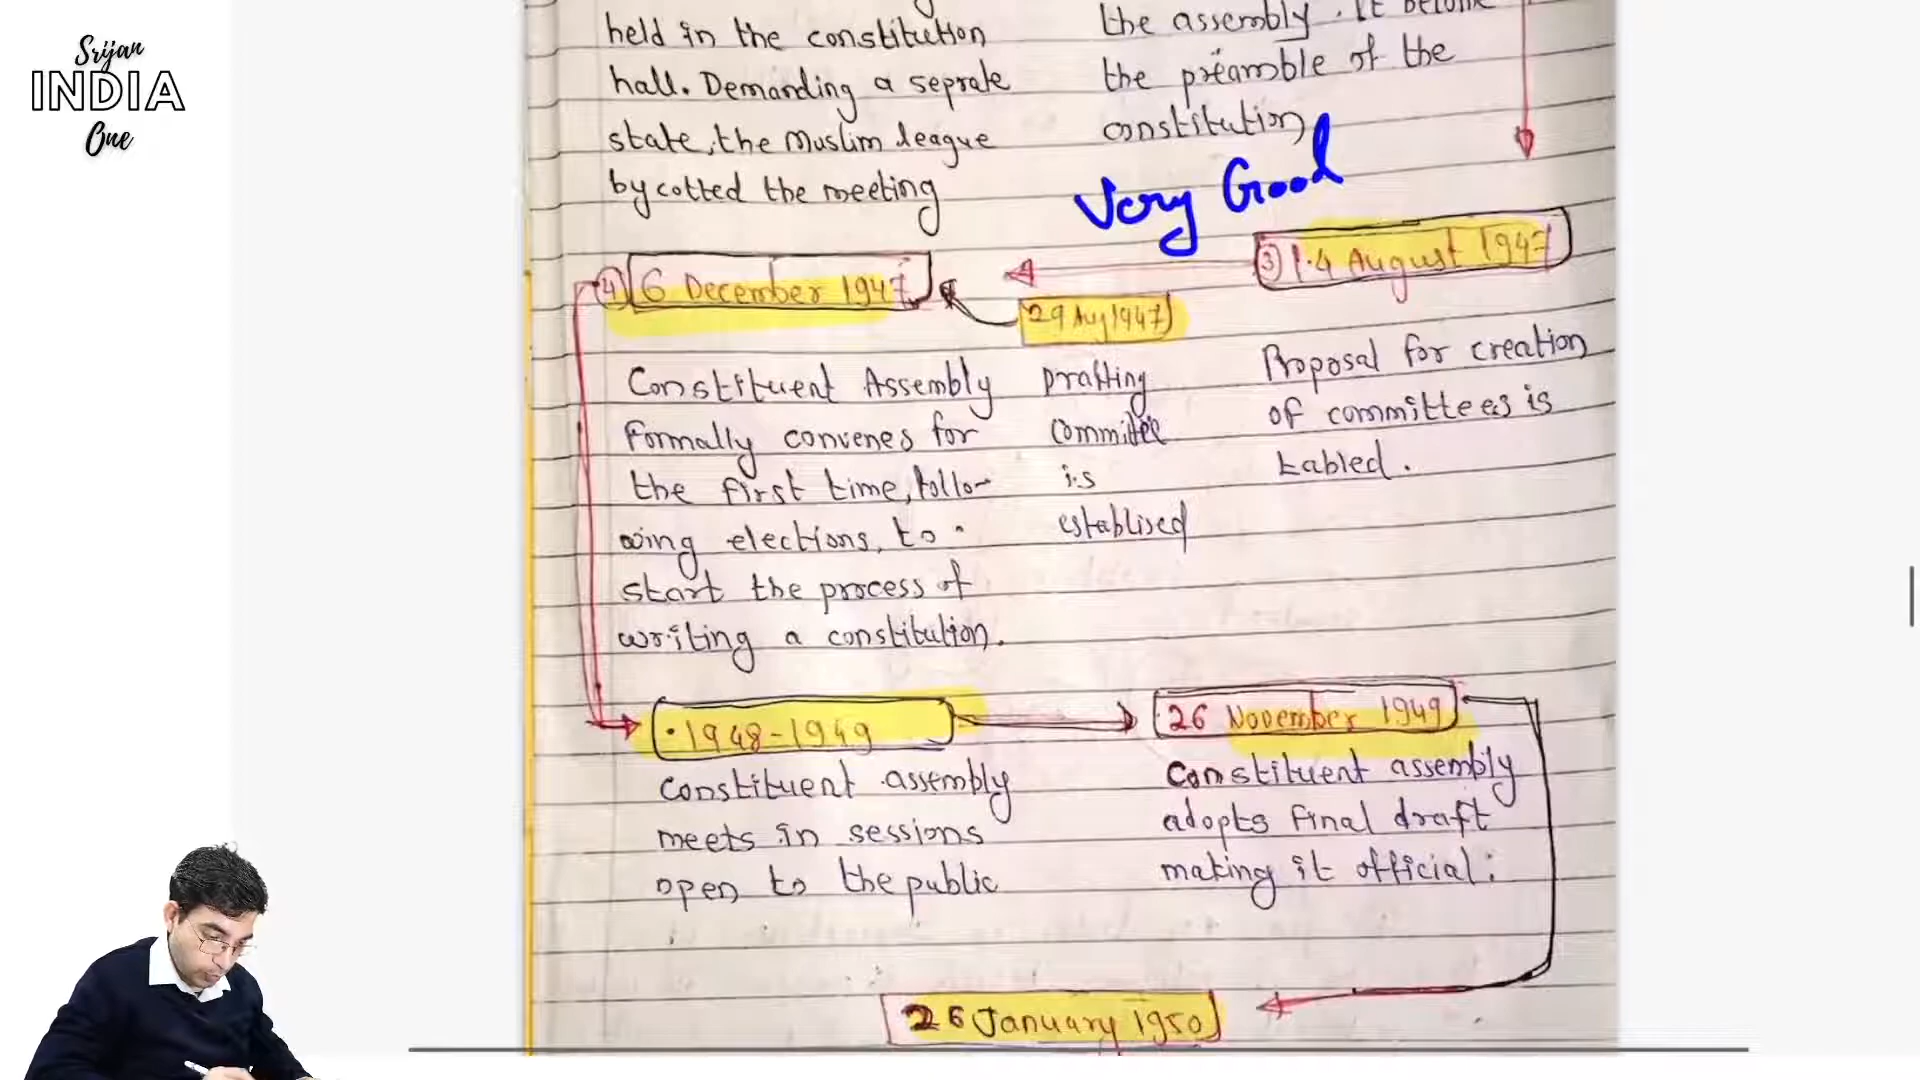 Srijan
INDIA
One
held in the constitution
hall. Demanding a seprate
state, the Muslim league
bycotted the meeting
the assembly. It become
the preamble of the
constitution
Very Good
3 14 August 1947
4 6 December 1947
29 Aug 1947
Constituent Assembly
Formally convenes for
the first time, follo-
wing elections, to
start the process of
writing a constitution.
Drafting
Committee
is
establised
Proposal for creation
of committees is
tabled.
1948-1949
Constituent assembly
meets in sessions
open to the public
26 November 1949
Constituent assembly
adopts final draft
making it official.
26 January 1950